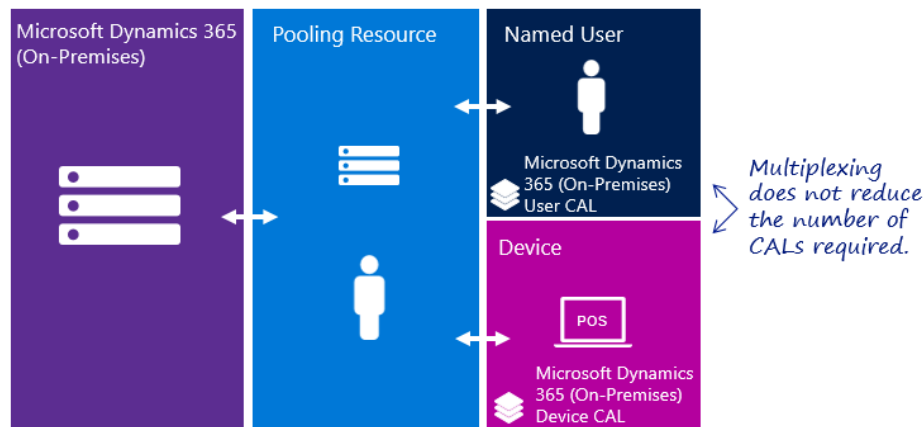 Microsoft Dynamics 365
(On-Premises)
Pooling Resource
Named User
Microsoft Dynamics
365 (On-Premises)
User CAL
Device
POS
Microsoft Dynamics
365 (On-Premises)
Device CAL
Multiplexing
does not reduce
the number of
CALs required.